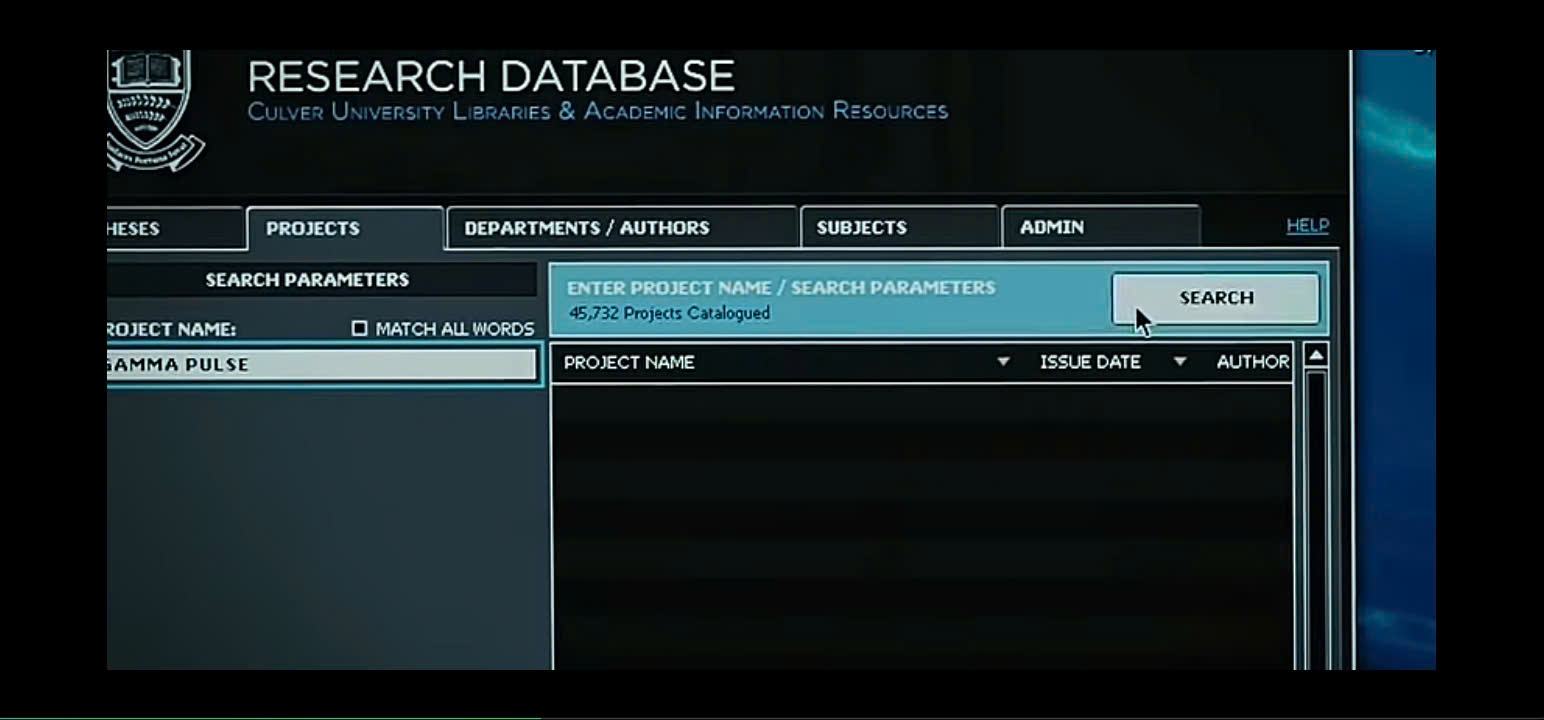 RESEARCH DATABASE
CULVER UNIVERSITY LIBRARIES & ACADEMIC INFORMATION RESOURCES
HESES
PROJECTS
DEPARTMENTS / AUTHORS
SUBJECTS
ADMIN
HELP
SEARCH PARAMETERS
ROJECT NAME:
MATCH ALL WORDS
GAMMA PULSE
ENTER PROJECT NAME / SEARCH PARAMETERS
45,732 Projects Catalogued
SEARCH
PROJECT NAME
ISSUE DATE
AUTHOR